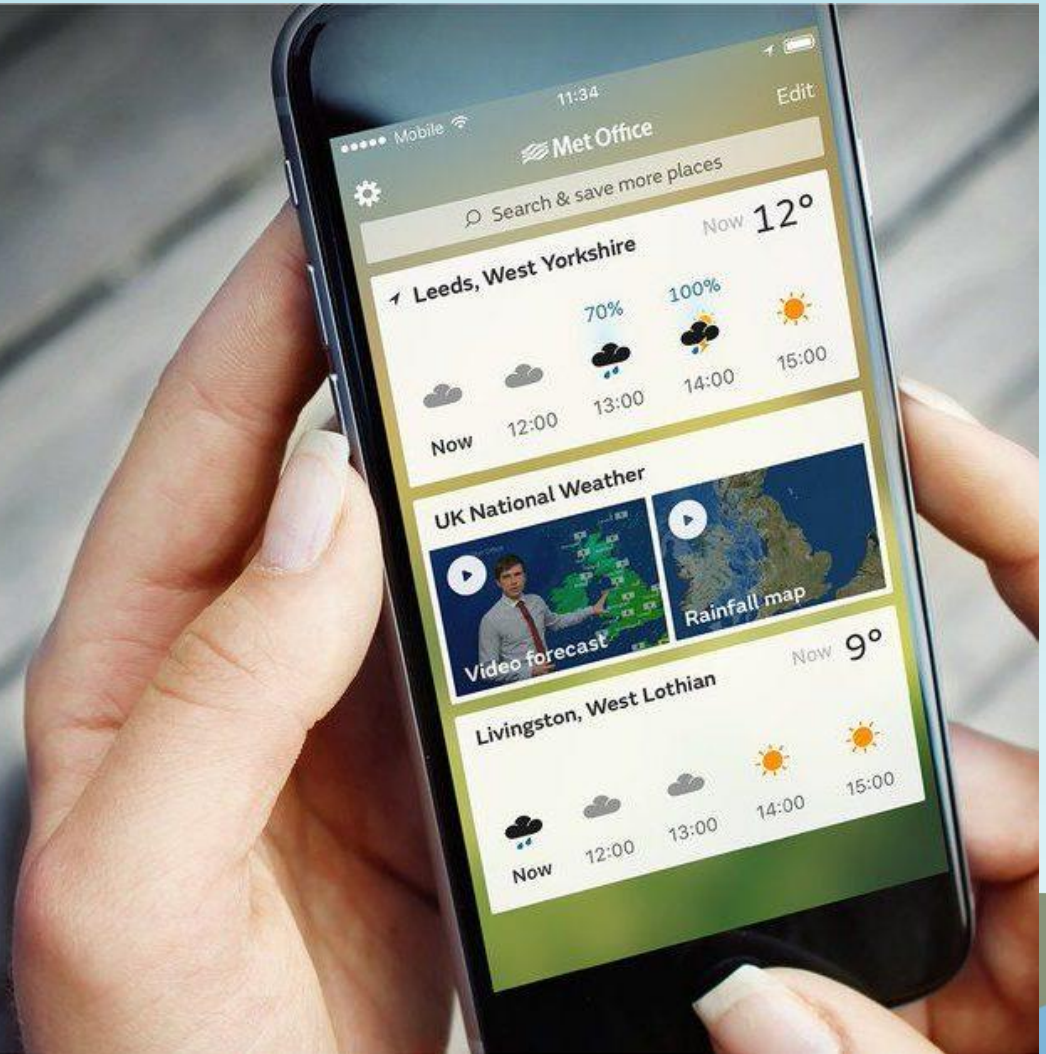 Mobile
11:34
Met Office
Edit
Search & save more places
Leeds, West Yorkshire
Now 12°
70% 100%
Now 12:00 13:00 14:00 15:00
UK National Weather
Video forecast
Rainfall map
Livingston, West Lothian
Now 9°
Now 12:00 13:00 14:00 15:00